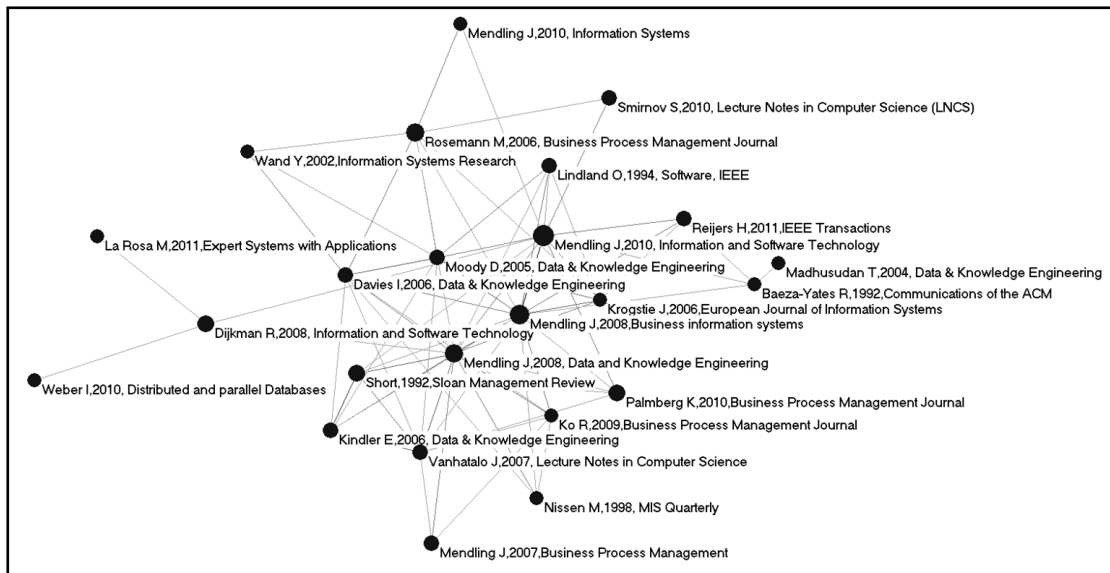 Mendling J,2010, Information Systems
Smirnov S,2010, Lecture Notes in Computer Science (LNCS)
Rosemann M,2006, Business Process Management Journal
Wand Y,2002,Information Systems Research
Lindland O,1994, Software, IEEE
Reijers H,2011,IEEE Transactions
La Rosa M,2011,Expert Systems with Applications
Mendling J,2010, Information and Software Technology
Moody D,2005, Data & Knowledge Engineering
Madhusudan T,2004, Data & Knowledge Engineering
Davies I,2006, Data & Knowledge Engineering
Baeza-Yates R,1992,Communications of the ACM
Krogstie J,2006,European Journal of Information Systems
Mendling J,2008,Business information systems
Dijkman R,2008, Information and Software Technology
Mendling J,2008, Data and Knowledge Engineering
Short,1992,Sloan Management Review
Weber I,2010, Distributed and parallel Databases
Palmberg K,2010,Business Process Management Journal
Ko R,2009,Business Process Management Journal
Kindler E,2006, Data & Knowledge Engineering
Vanhatalo J,2007, Lecture Notes in Computer Science
Nissen M,1998, MIS Quarterly
Mendling J,2007,Business Process Management